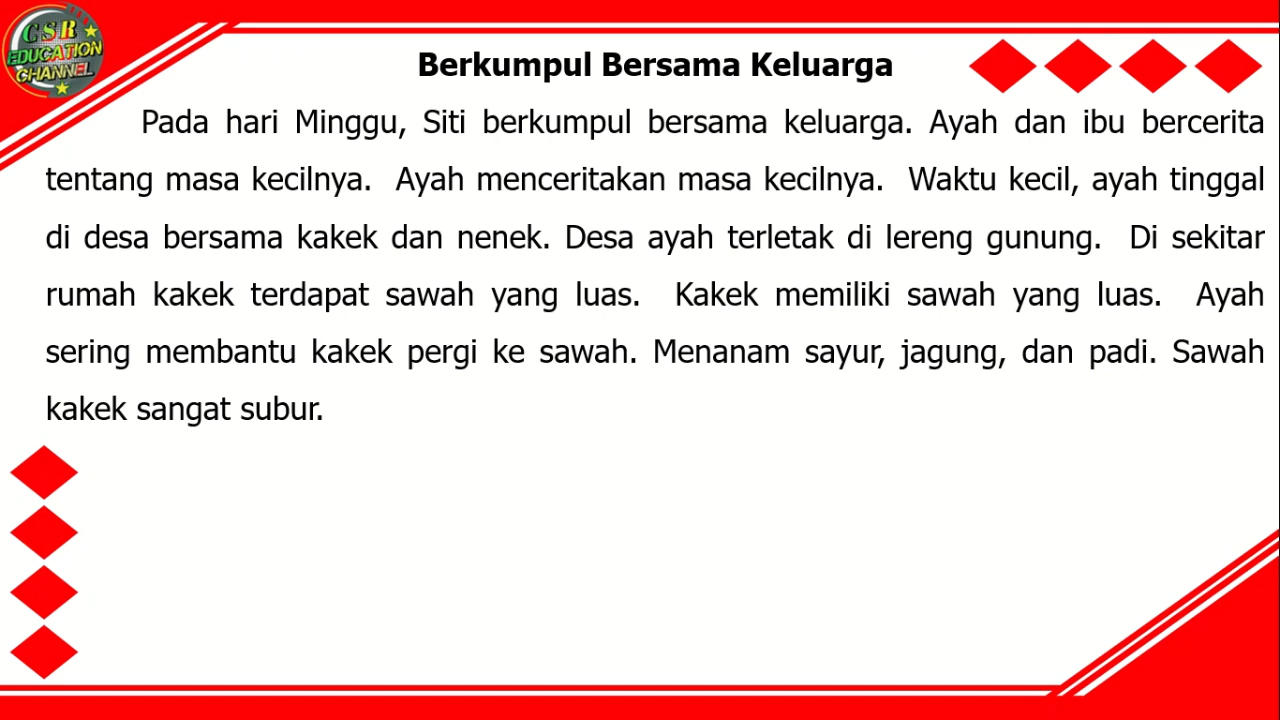 CSR
EDUCATION
CHANNEL
Berkumpul Bersama Keluarga
Pada hari Minggu, Siti berkumpul bersama keluarga. Ayah dan ibu bercerita
tentang masa kecilnya. Ayah menceritakan masa kecilnya. Waktu kecil, ayah tinggal
di desa bersama kakek dan nenek. Desa ayah terletak di lereng gunung. Di sekitar
rumah kakek terdapat sawah yang luas. Kakek memiliki sawah yang luas. Ayah
sering membantu kakek pergi ke sawah. Menanam sayur, jagung, dan padi. Sawah
kakek sangat subur.